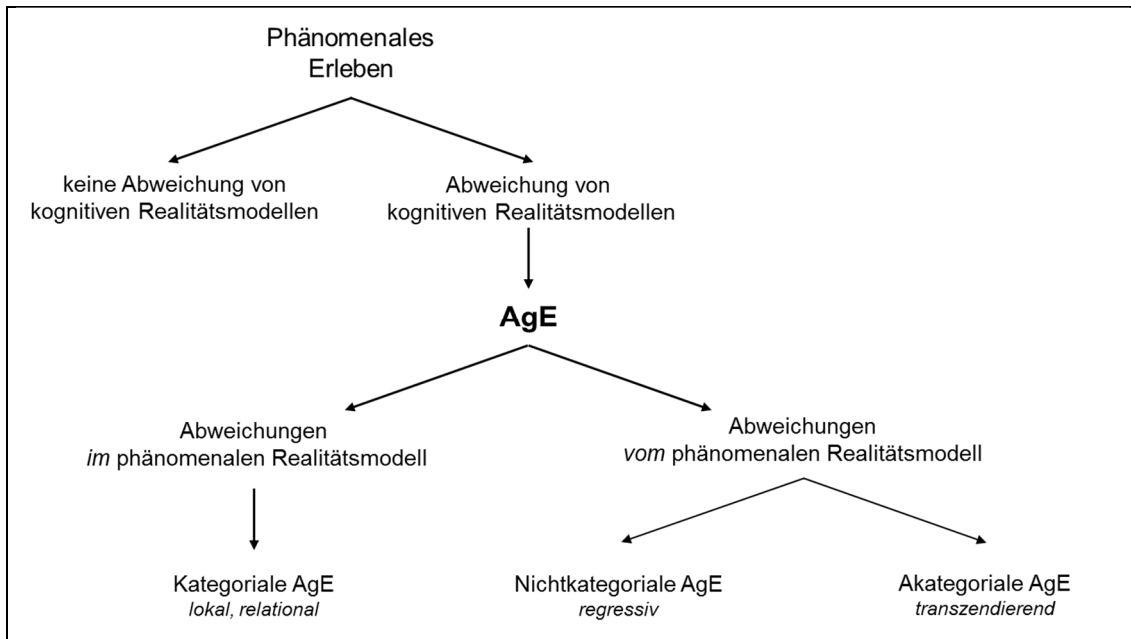 Phänomenales
Erleben
keine Abweichung von
kognitiven Realitätsmodellen
Abweichung von
kognitiven Realitätsmodellen
AgE
Abweichungen
im phänomenalen Realitätsmodell
Abweichungen
vom phänomenalen Realitätsmodell
Kategoriale AgE
lokal, relational
Nichtkategoriale AgE
regressiv
Akategoriale AgE
transzendierend